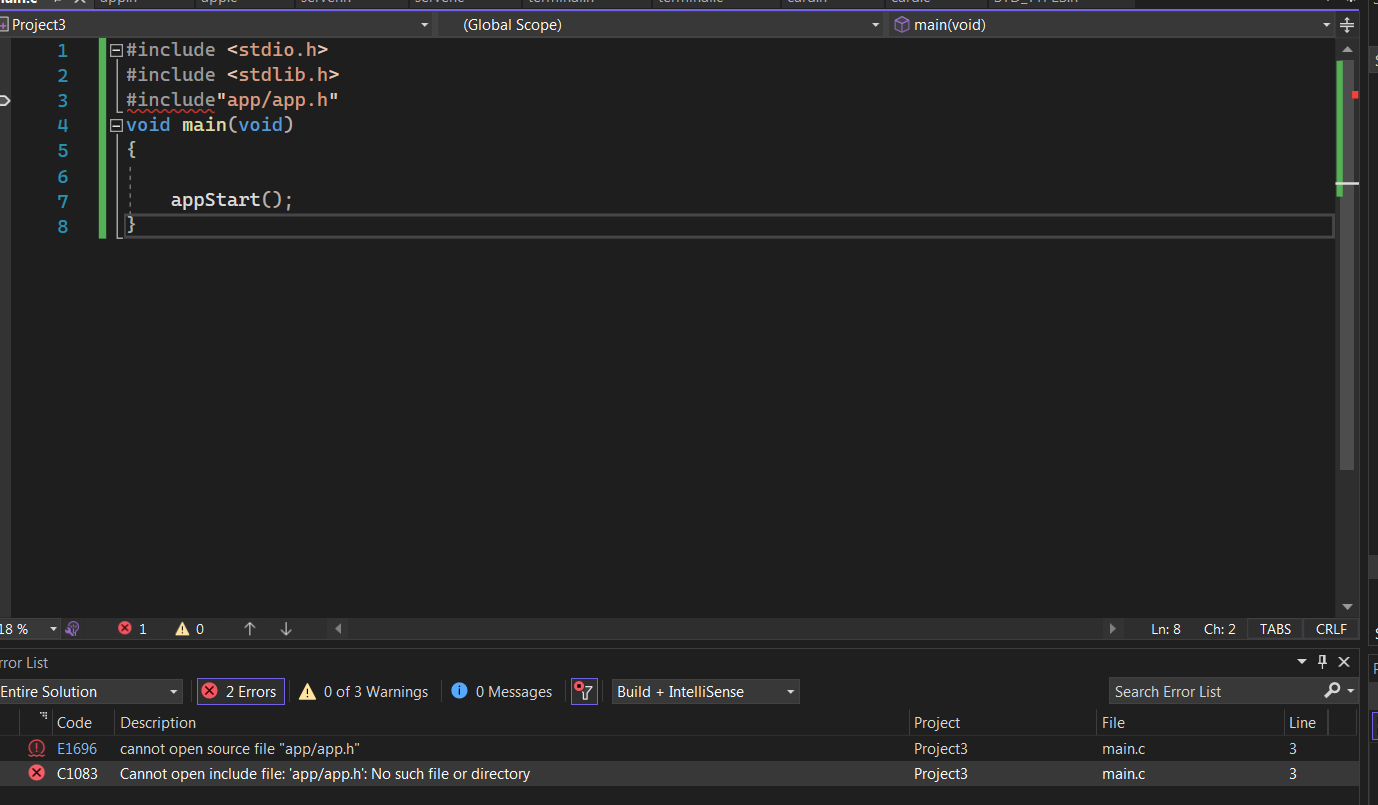 Project3
(Global Scope)
main(void)
1 #include <stdio.h>
2 #include <stdlib.h>
3 #include"app/app.h"
4 void main(void)
5 {
6
7 appStart();
8 }
18 % 1 0 Ln: 8 Ch: 2 TABS CRLF
rror List
Entire Solution 2 Errors 0 of 3 Warnings 0 Messages Build + IntelliSense Search Error List
Code Description Project File Line
E1696 cannot open source file "app/app.h" Project3 main.c 3
C1083 Cannot open include file: 'app/app.h': No such file or directory Project3 main.c 3